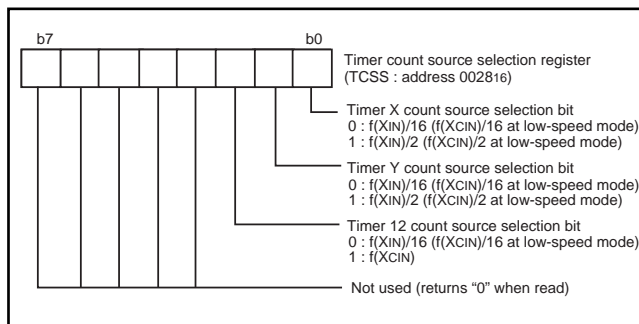 b7 b0
Timer count source selection register
(TCSS : address 002816)
Timer X count source selection bit
0 : f(XIN)/16 (f(XCIN)/16 at low-speed mode)
1 : f(XIN)/2 (f(XCIN)/2 at low-speed mode)
Timer Y count source selection bit
0 : f(XIN)/16 (f(XCIN)/16 at low-speed mode)
1 : f(XIN)/2 (f(XCIN)/2 at low-speed mode)
Timer 12 count source selection bit
0 : f(XIN)/16 (f(XCIN)/16 at low-speed mode)
1 : f(XCIN)
Not used (returns “0” when read)